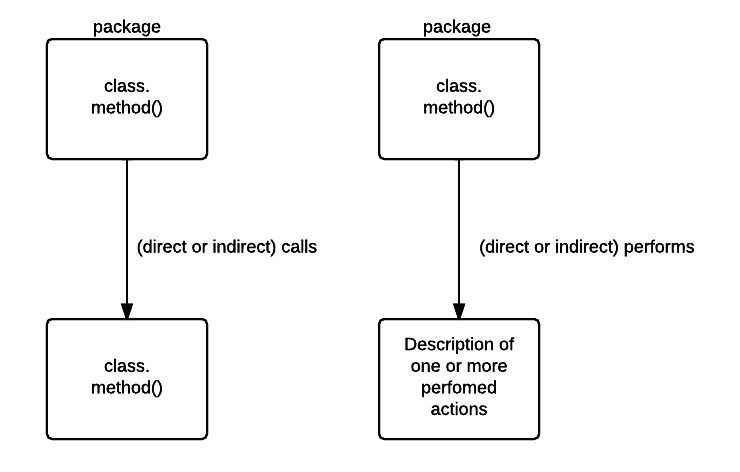 package
class.
method()
(direct or indirect) calls
class.
method()
package
class.
method()
(direct or indirect) performs
Description of
one or more
perfomed
actions